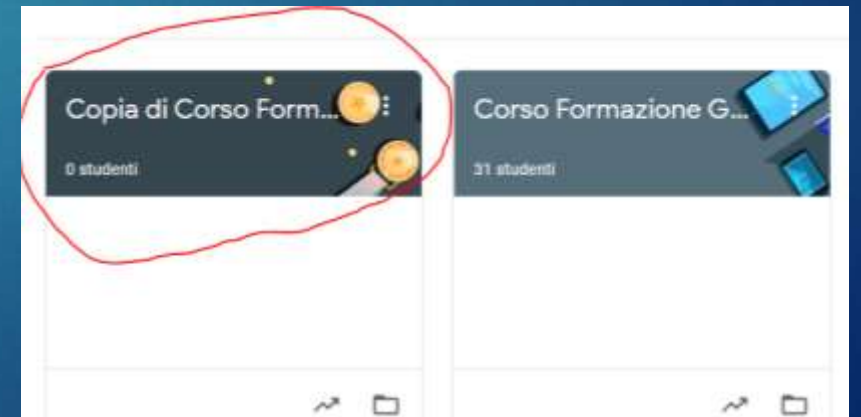 Copia di Corso Form...
0 studenti
Corso Formazione G...
31 studenti